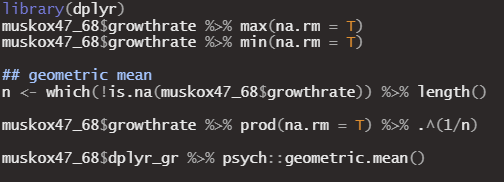 library(dplyr)
muskox47_68$growthrate %>% max(na.rm = T)
muskox47_68$growthrate %>% min(na.rm = T)
## geometric mean
n <- which(!is.na(muskox47_68$growthrate)) %>% length()
muskox47_68$growthrate %>% prod(na.rm = T) %>% .^(1/n)
muskox47_68$dplyr_gr %>% psych::geometric.mean()